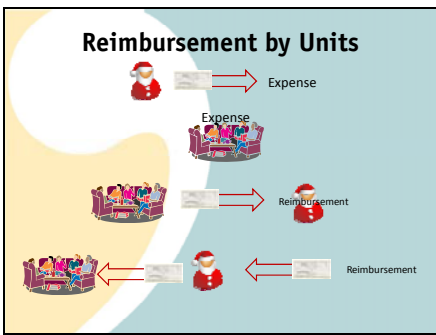 Reimbursement by Units
Expense
Expense
Reimbursement
Reimbursement